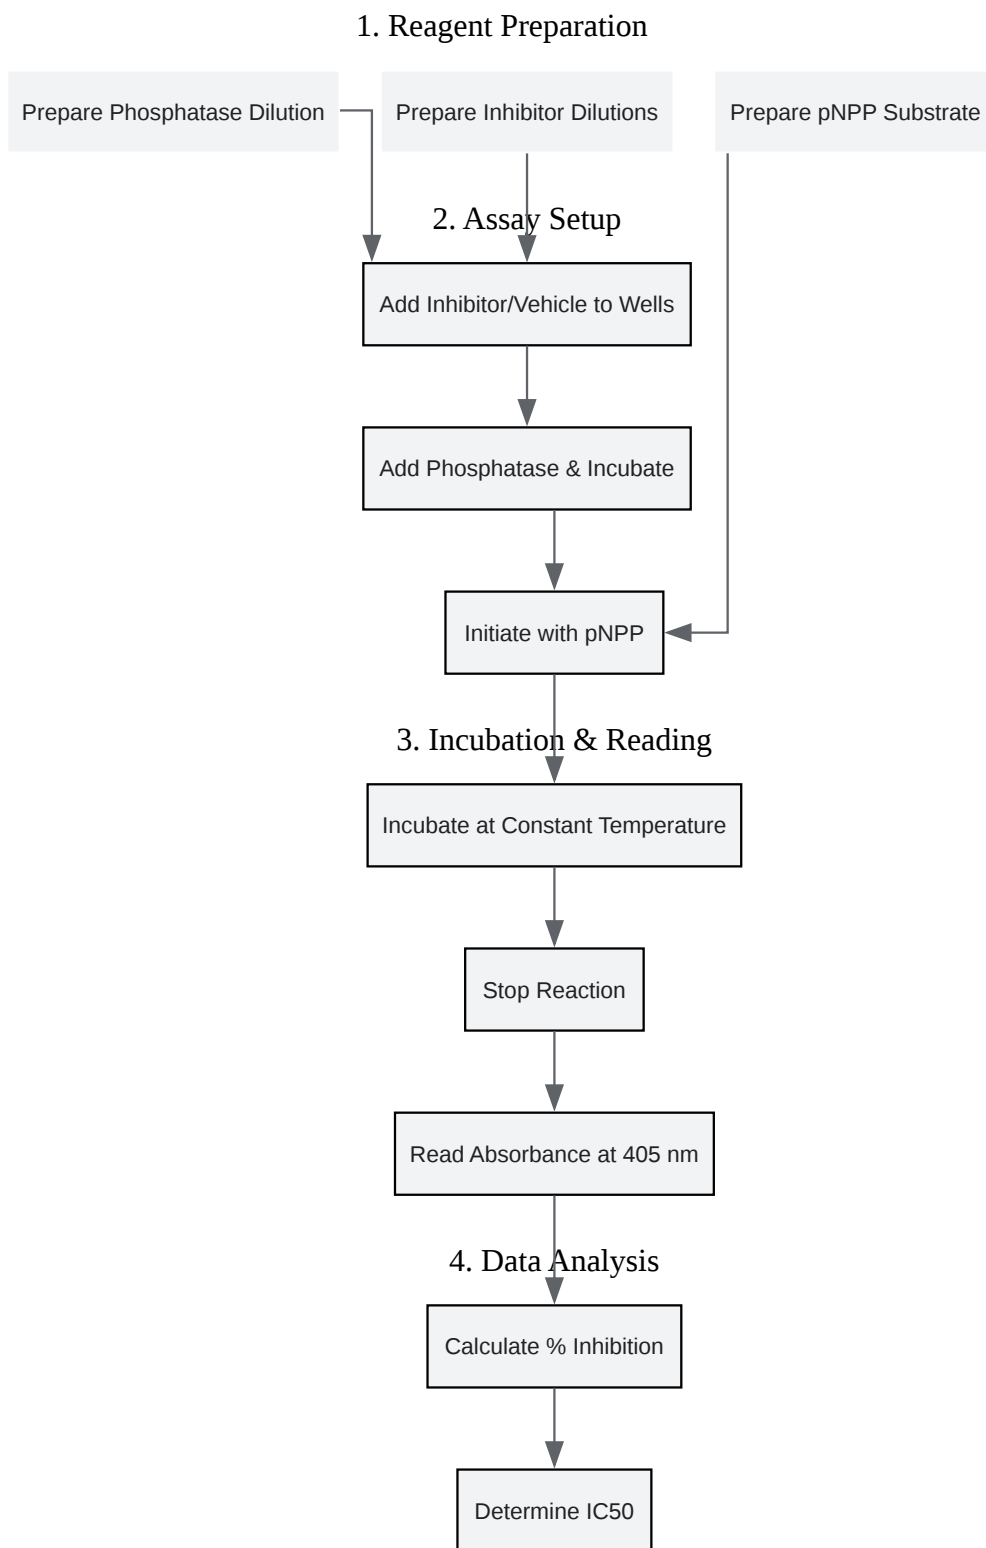 1. Reagent Preparation
Prepare Phosphatase Dilution
Prepare Inhibitor Dilutions
Prepare pNPP Substrate
2. Assay Setup
Add Inhibitor/Vehicle to Wells
Add Phosphatase & Incubate
Initiate with pNPP
3. Incubation & Reading
Incubate at Constant Temperature
Stop Reaction
Read Absorbance at 405 nm
4. Data Analysis
Calculate % Inhibition
Determine IC50